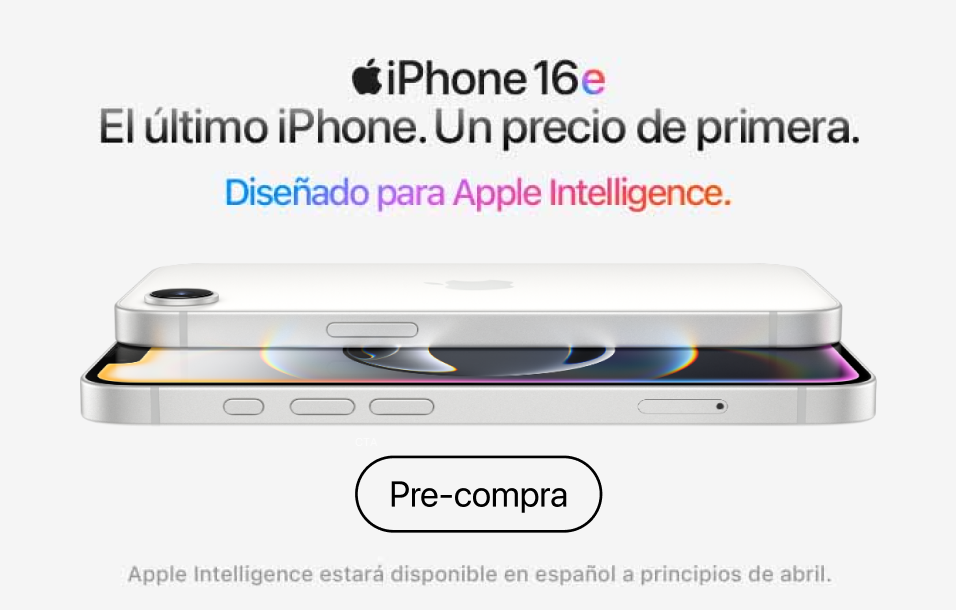 iPhone 16e
El último iPhone. Un precio de primera.
Diseñado para Apple Intelligence.
Pre-compra
Apple Intelligence estará disponible en español a principios de abril.